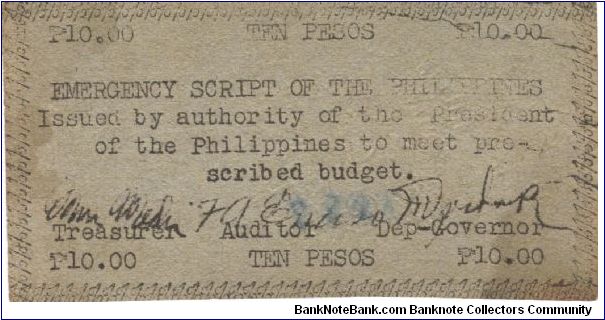 ₱10.00 TEN PESOS ₱10.00
EMERGENCY SCRIPT OF THE PHILIPPINES
Issued by authority of the President
of the Philippines to meet pre-
scribed budget.
Treasurer Auditor Dep-Governor
₱10.00 TEN PESOS ₱10.00
BankNoteBank.com Banknote Collectors Community